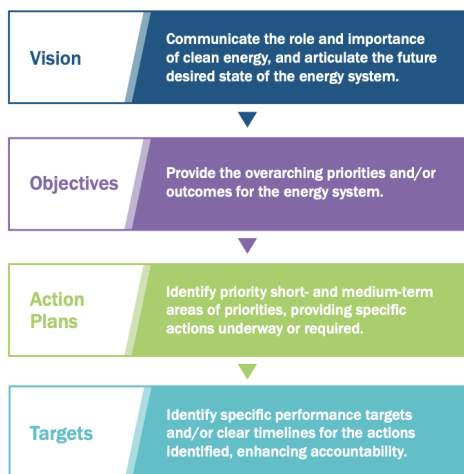 Vision
Communicate the role and importance
of clean energy, and articulate the future
desired state of the energy system.
Objectives
Provide the overarching priorities and/or
outcomes for the energy system.
Action
Plans
Identify priority short- and medium-term
areas of priorities, providing specific
actions underway or required.
Targets
Identify specific performance targets
and/or clear timelines for the actions
identified, enhancing accountability.